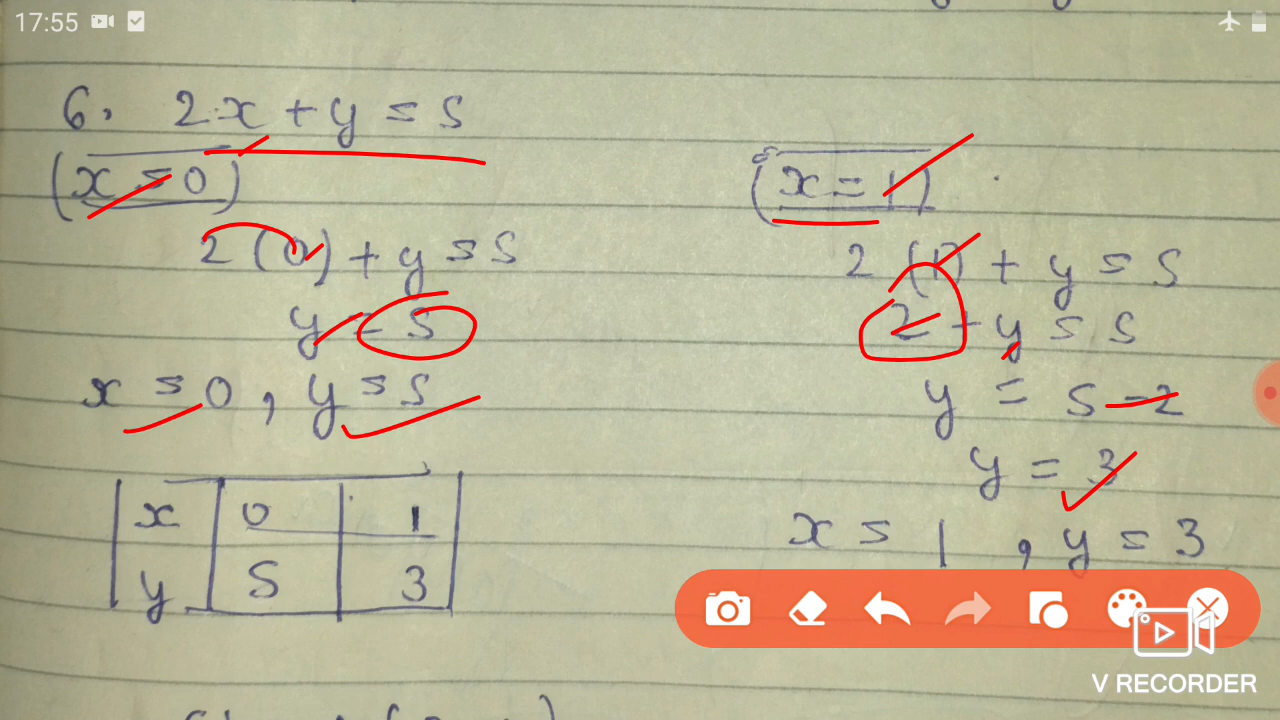 17:55
6. 2x + y = 5
(x = 0)
2 (0) + y = 5
y = 5
x = 0, y = 5
x 0 1
y 5 3
(x = 1)
2 (1) + y = 5
2 + y = 5
y = 5 - 2
y = 3
x = 1, y = 3
V RECORDER